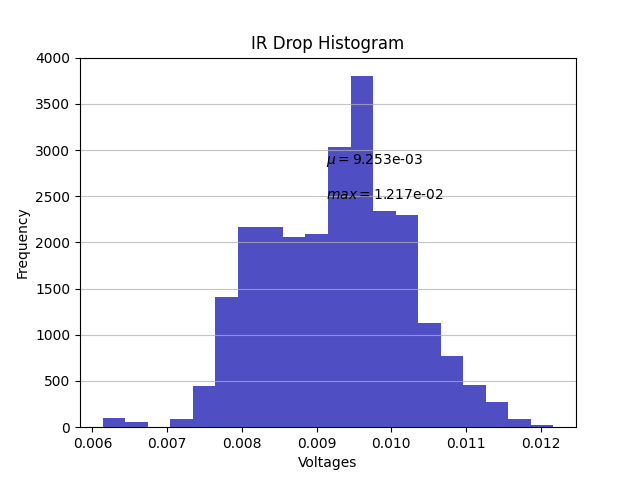 IR Drop Histogram
4000
3500
3000
2500
2000
1500
1000
500
0
Frequency
μ = 9.253e-03
max = 1.217e-02
0.006 0.007 0.008 0.009 0.010 0.011 0.012
Voltages